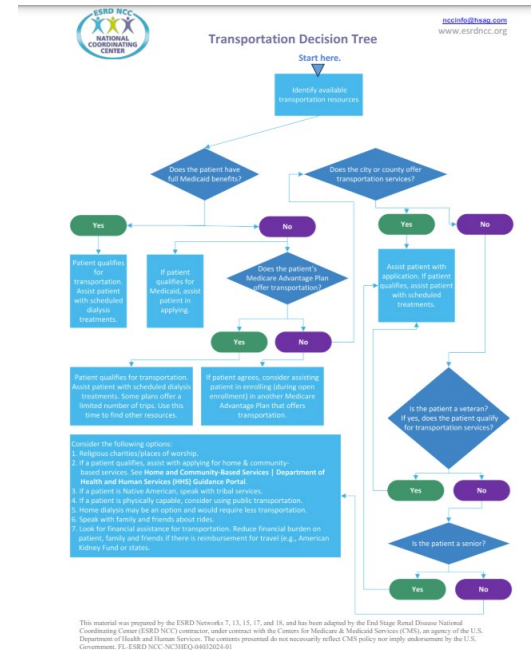 ESRD NCC
NATIONAL
COORDINATING
CENTER
nccinfo@hsag.com
www.esrdncc.org
Transportation Decision Tree
Start here.
Identify available
transportation resources
Does the patient have
full Medicaid benefits?
Yes
No
Patient qualifies
for
transportation.
Assist patient
with scheduled
dialysis
treatments.
If patient
qualifies for
Medicaid, assist
patient in
applying.
Does the patient's
Medicare Advantage Plan
offer transportation?
Yes
No
Patient qualifies for transportation.
Assist patient with scheduled dialysis
treatments. Some plans offer a
limited number of trips. Use this
time to find other resources.
If patient agrees, consider assisting
patient in enrolling (during open
enrollment) in another Medicare
Advantage Plan that offers
transportation.
Does the city or county offer
transportation services?
Yes
No
Assist patient with
application. If patient
qualifies, assist patient
with scheduled
treatments.
Is the patient a veteran?
If yes, does the patient qualify
for transportation services?
Yes
No
Is the patient a senior?
Yes
No
Consider the following options:
1. Religious charities/places of worship.
2. If a patient qualifies, assist with applying for home & community-
based services. See Home and Community-Based Services | Department of
Health and Human Services (HHS) Guidance Portal.
3. If a patient is Native American, speak with tribal services.
4. If a patient is physically capable, consider using public transportation.
5. Home dialysis may be an option and would require less transportation.
6. Speak with family and friends about rides.
7. Look for financial assistance for transportation. Reduce financial burden on
patient, family and friends if there is reimbursement for travel (e.g., American
Kidney Fund or states.
This material was prepared by the ESRD Networks 7, 13, 15, 17, and 18, and has been adapted by the End Stage Renal Disease National
Coordinating Center (ESRD NCC) contractor, under contract with the Centers for Medicare & Medicaid Services (CMS), an agency of the U.S.
Department of Health and Human Services. The contents presented do not necessarily reflect CMS policy nor imply endorsement by the U.S.
Government. FL-ESRD NCC-NC3HEQ-04032024-01